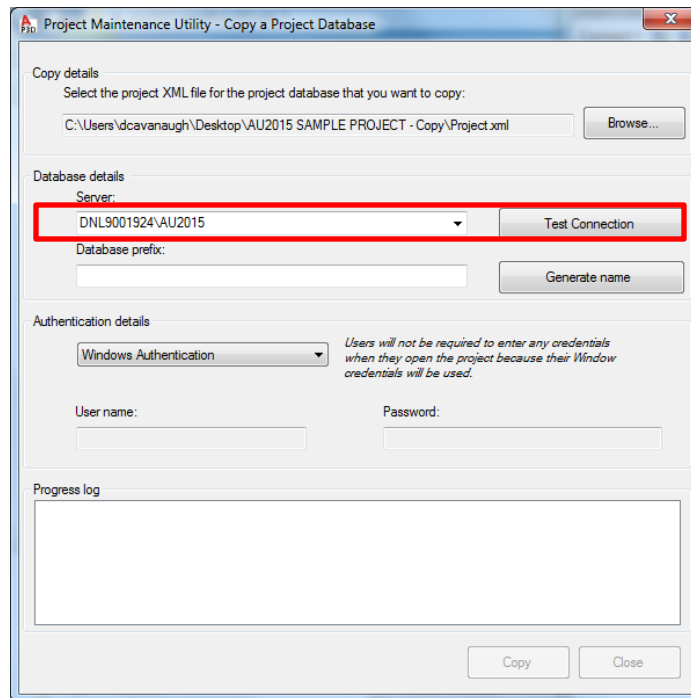 A
P3D
Project Maintenance Utility - Copy a Project Database
Copy details
Select the project XML file for the project database that you want to copy:
C:\Users\dcavanaugh\Desktop\AU2015 SAMPLE PROJECT - Copy\Project.xml
Browse...
Database details
Server:
DNL9001924\AU2015
Test Connection
Database prefix:
Generate name
Authentication details
Windows Authentication
Users will not be required to enter any credentials
when they open the project because their Window
credentials will be used.
User name:
Password:
Progress log
Copy
Close